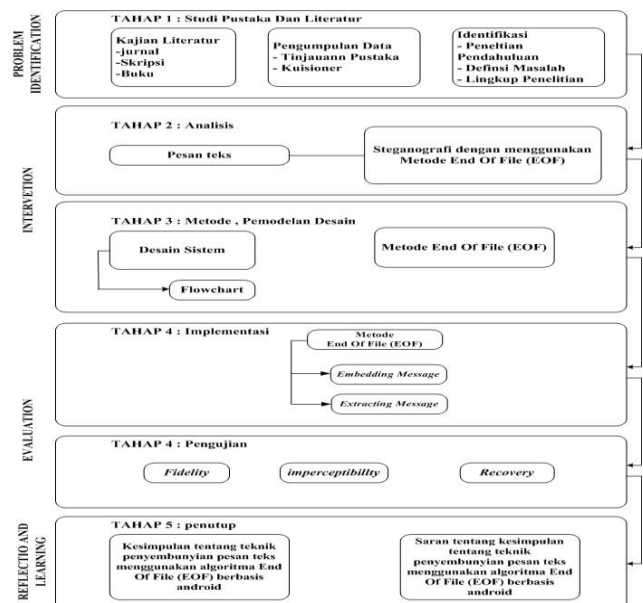 PROBLEM
IDENTIFICATION
TAHAP 1 : Studi Pustaka Dan Literatur
Kajian Literatur
-jurnal
-Skripsi
-Buku
Pengumpulan Data
- Tinjauann Pustaka
- Kuisioner
Identifikasi
- Peneltian
Pendahuluan
- Definsi Masalah
- Lingkup Penelitian
INTERVETION
TAHAP 2 : Analisis
Pesan teks
Steganografi dengan menggunakan
Metode End Of File (EOF)
TAHAP 3 : Metode , Pemodelan Desain
Desain Sistem
Flowchart
Metode End Of File (EOF)
EVALUATION
TAHAP 4 : Implementasi
Metode
End Of File (EOF)
Embedding Message
Extracting Message
TAHAP 4 : Pengujian
Fidelity
imperceptibility
Recovery
REFLECTIO AND
LEARNING
TAHAP 5 : penutup
Kesimpulan tentang teknik
penyembunyian pesan teks
menggunakan algoritma End
Of File (EOF) berbasis
android
Saran tentang kesimpulan
tentang teknik
penyembunyian pesan teks
menggunakan algoritma End
Of File (EOF) berbasis
android